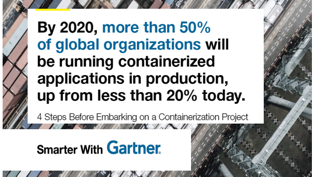 By 2020, more than 50%
of global organizations will
be running containerized
applications in production,
up from less than 20% today.
4 Steps Before Embarking on a Containerization Project
Smarter With Gartner.